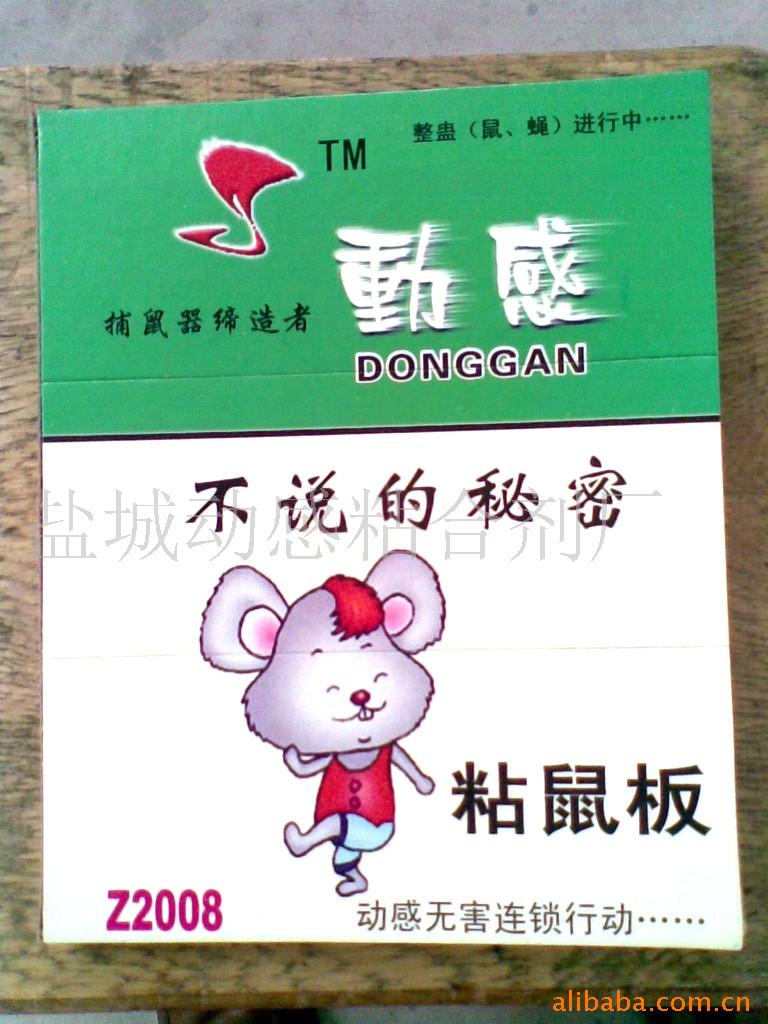 整蛊（鼠、蝇）进行中……
TM
動感
捕鼠器缔造者
DONGGAN
不说的秘密
盐城动感粘合剂厂
粘鼠板
Z2008
动感无害连锁行动……
alibaba.com.cn